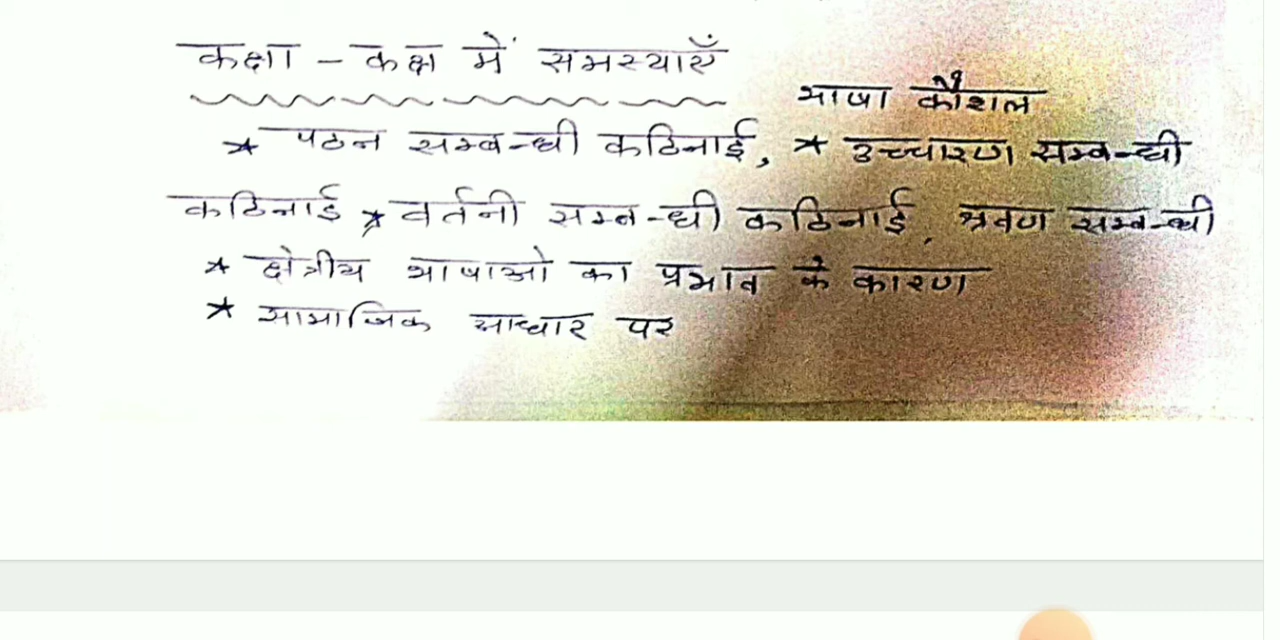 कक्षा - कक्ष में समस्याएँ
भाषा कौशल
* पठन सम्बन्धी कठिनाई, * उच्चारण सम्बन्धी
कठिनाई * वर्तनी सम्बन्धी कठिनाई, श्रवण सम्बन्धी
* क्षेत्रीय भाषाओ का प्रभाव के कारण
* सामाजिक आधार पर